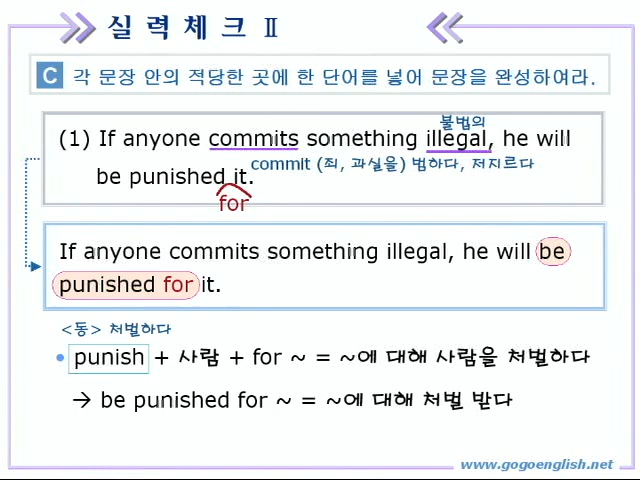 실 력 체 크 Ⅱ
C 각 문장 안의 적당한 곳에 한 단어를 넣어 문장을 완성하여라.
불법의
(1) If anyone commits something illegal, he will
commit (죄, 과실을) 범하다, 저지르다
be punished it.
for
If anyone commits something illegal, he will be
punished for it.
<동> 처벌하다
• punish + 사람 + for ~ = ~에 대해 사람을 처벌하다
→ be punished for ~ = ~에 대해 처벌 받다
www.gogoenglish.net